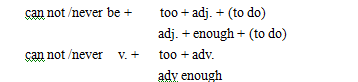 can not /never be + too + adj. + (to do)
adj. + enough + (to do)
can not /never v. + too + adv.
adv enough